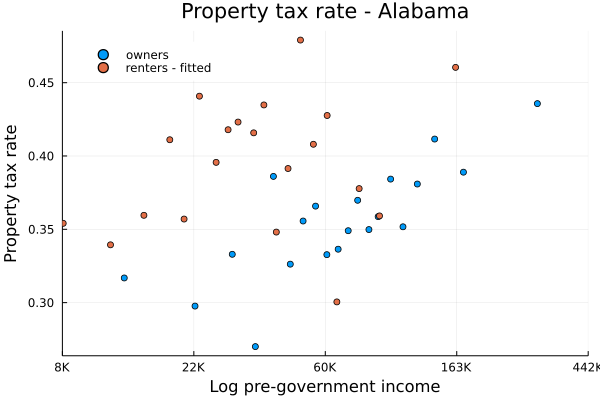 Property tax rate - Alabama
owners
renters - fitted
Property tax rate
0.45
0.40
0.35
0.30
8K
22K
60K
163K
442K
Log pre-government income